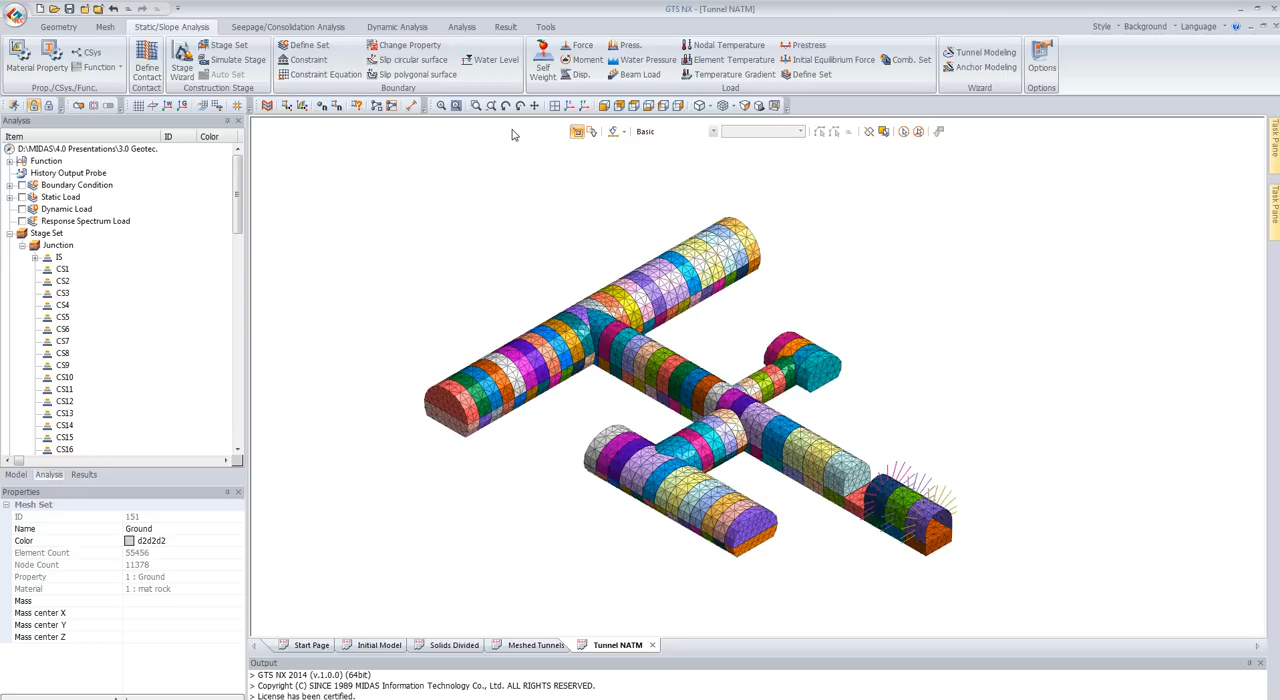 GTS NX - [Tunnel NATM]
Geometry Mesh Static/Slope Analysis Seepage/Consolidation Analysis Dynamic Analysis Analysis Result Tools
Style Background Language
Material Property CSys Function
Prop./CSys./Func.
Define Contact
Contact
Stage Wizard Stage Set Simulate Stage Auto Set
Construction Stage
Define Set Change Property
Constraint Slip circular surface Water Level
Constraint Equation Slip polygonal surface
Boundary
Self Weight
Force Press. Nodal Temperature Prestress
Moment Water Pressure Element Temperature Initial Equilibrium Force Comb. Set
Disp. Beam Load Temperature Gradient Define Set
Load
Tunnel Modeling
Anchor Modeling
Wizard
Options
Options
Basic
Analysis
Item ID Color
D:\MIDAS\4.0 Presentations\3.0 Geotec.
Function
History Output Probe
Boundary Condition
Static Load
Dynamic Load
Response Spectrum Load
Stage Set
Junction
IS
CS1
CS2
CS3
CS4
CS5
CS6
CS7
CS8
CS9
CS10
CS11
CS12
CS13
CS14
CS15
CS16
Model Analysis Results
Properties
Mesh Set
ID 151
Name Ground
Color d2d2d2
Element Count 55456
Node Count 11378
Property 1 : Ground
Material 1 : mat rock
Mass
Mass center X
Mass center Y
Mass center Z
Task Pane
Task Pane
Start Page Initial Model Solids Divided Meshed Tunnels Tunnel NATM
Output
> GTS NX 2014 (v.1.0.0) (64bit)
> Copyright (C) SINCE 1989 MIDAS Information Technology Co., Ltd. ALL RIGHTS RESERVED.
> License has been certified.